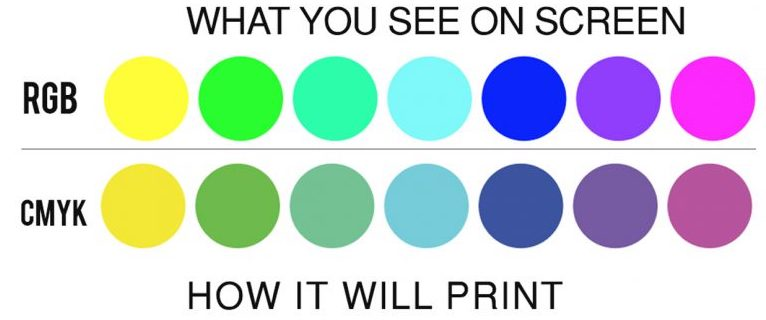 WHAT YOU SEE ON SCREEN
RGB
CMYK
HOW IT WILL PRINT